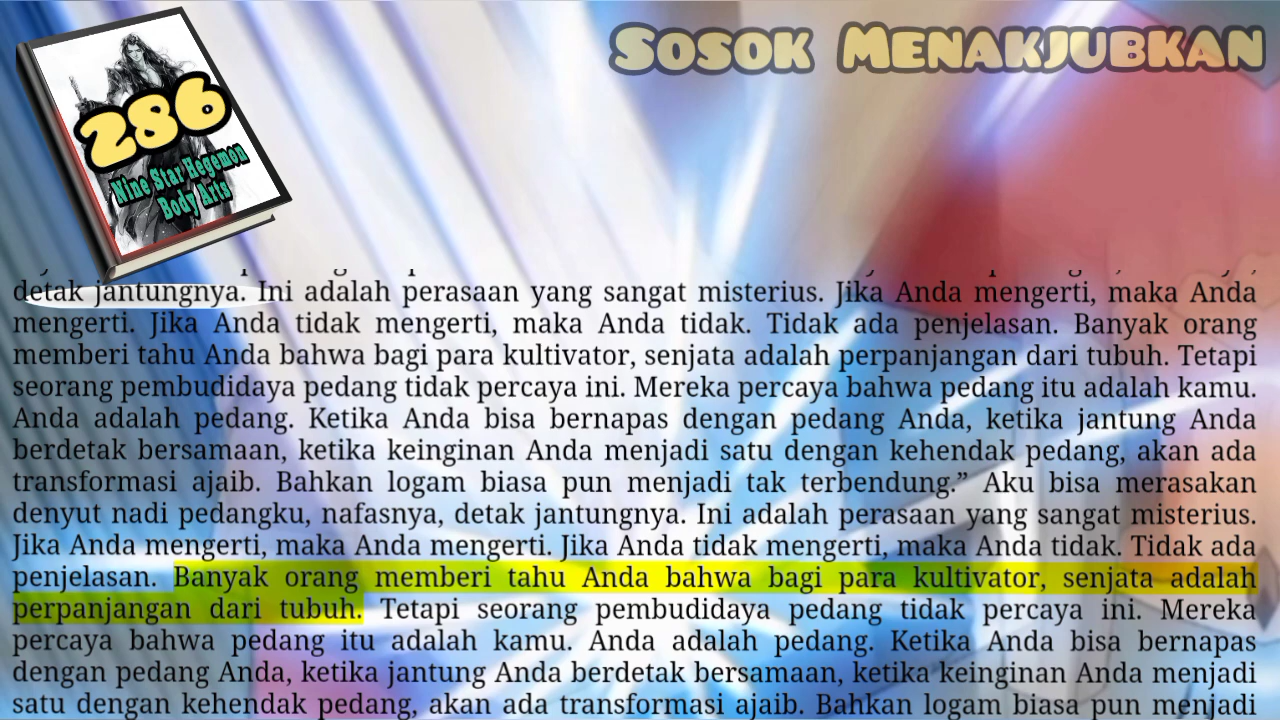 Sosok Menakjubkan
286
Nine Star Hegemon
Body Arts
detak jantungnya. Ini adalah perasaan yang sangat misterius. Jika Anda mengerti, maka Anda
mengerti. Jika Anda tidak mengerti, maka Anda tidak. Tidak ada penjelasan. Banyak orang
memberi tahu Anda bahwa bagi para kultivator, senjata adalah perpanjangan dari tubuh. Tetapi
seorang pembudidaya pedang tidak percaya ini. Mereka percaya bahwa pedang itu adalah kamu.
Anda adalah pedang. Ketika Anda bisa bernapas dengan pedang Anda, ketika jantung Anda
berdetak bersamaan, ketika keinginan Anda menjadi satu dengan kehendak pedang, akan ada
transformasi ajaib. Bahkan logam biasa pun menjadi tak terbendung.” Aku bisa merasakan
denyut nadi pedangku, nafasnya, detak jantungnya. Ini adalah perasaan yang sangat misterius.
Jika Anda mengerti, maka Anda mengerti. Jika Anda tidak mengerti, maka Anda tidak. Tidak ada
penjelasan. Banyak orang memberi tahu Anda bahwa bagi para kultivator, senjata adalah
perpanjangan dari tubuh. Tetapi seorang pembudidaya pedang tidak percaya ini. Mereka
percaya bahwa pedang itu adalah kamu. Anda adalah pedang. Ketika Anda bisa bernapas
dengan pedang Anda, ketika jantung Anda berdetak bersamaan, ketika keinginan Anda menjadi
satu dengan kehendak pedang, akan ada transformasi ajaib. Bahkan logam biasa pun menjadi